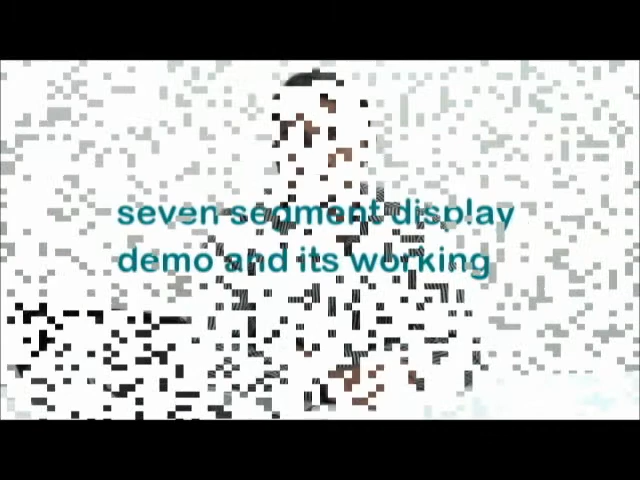 seven segment display
demo and its working